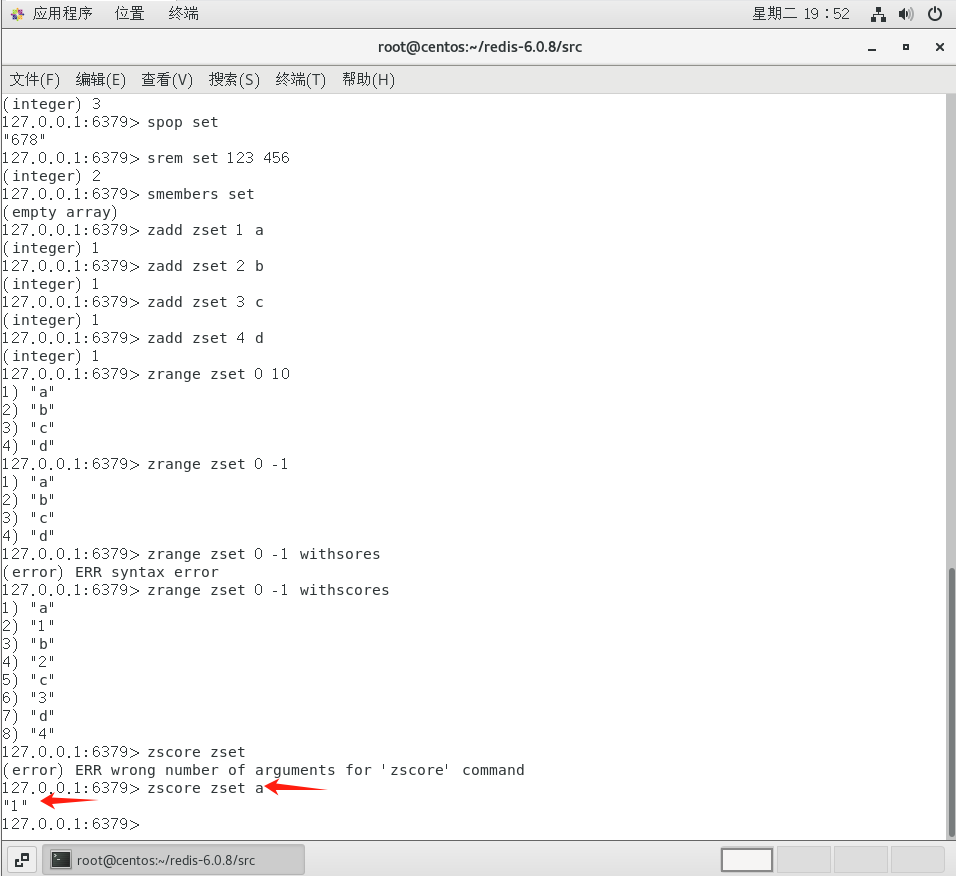 应用程序 位置 终端 星期二 19：52
root@centos:~/redis-6.0.8/src
文件(F) 编辑(E) 查看(V) 搜索(S) 终端(T) 帮助(H)
(integer) 3
127.0.0.1:6379> spop set
"678"
127.0.0.1:6379> srem set 123 456
(integer) 2
127.0.0.1:6379> smembers set
(empty array)
127.0.0.1:6379> zadd zset 1 a
(integer) 1
127.0.0.1:6379> zadd zset 2 b
(integer) 1
127.0.0.1:6379> zadd zset 3 c
(integer) 1
127.0.0.1:6379> zadd zset 4 d
(integer) 1
127.0.0.1:6379> zrange zset 0 10
1) "a"
2) "b"
3) "c"
4) "d"
127.0.0.1:6379> zrange zset 0 -1
1) "a"
2) "b"
3) "c"
4) "d"
127.0.0.1:6379> zrange zset 0 -1 withsores
(error) ERR syntax error
127.0.0.1:6379> zrange zset 0 -1 withscores
1) "a"
2) "1"
3) "b"
4) "2"
5) "c"
6) "3"
7) "d"
8) "4"
127.0.0.1:6379> zscore zset
(error) ERR wrong number of arguments for 'zscore' command
127.0.0.1:6379> zscore zset a
"1"
127.0.0.1:6379>
root@centos:~/redis-6.0.8/src